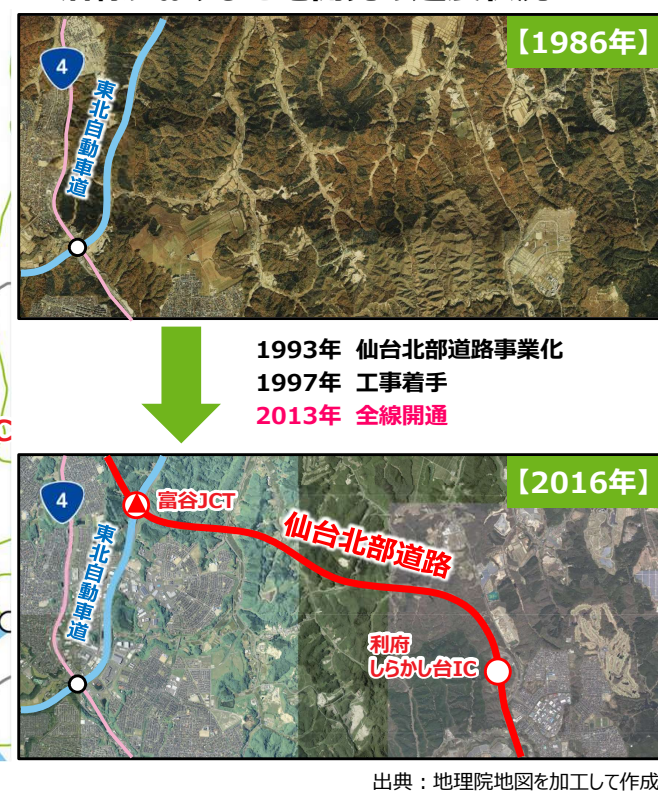 【1986年】
4
東北自動車道
1993年 仙台北部道路事業化
1997年 工事着手
2013年 全線開通
【2016年】
4
富谷JCT
仙台北部道路
東北自動車道
利府
しらかし台IC
出典：地理院地図を加工して作成